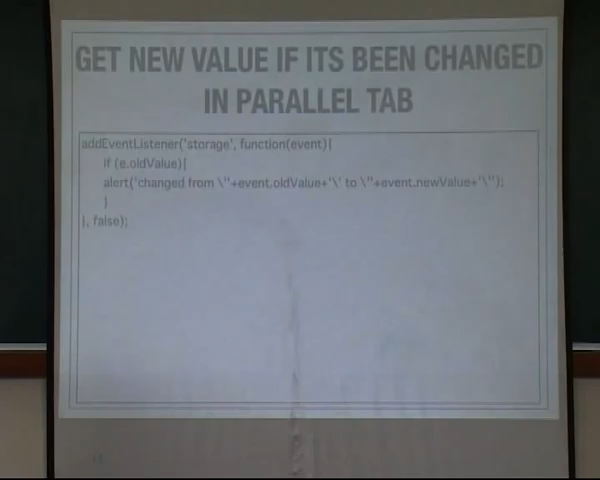 GET NEW VALUE IF ITS BEEN CHANGED
IN PARALLEL TAB
addEventListener('storage', function(event){
if (e.oldValue){
alert('changed from \"'+event.oldValue+'\' to \"'+event.newValue+'\"');
}
}, false);